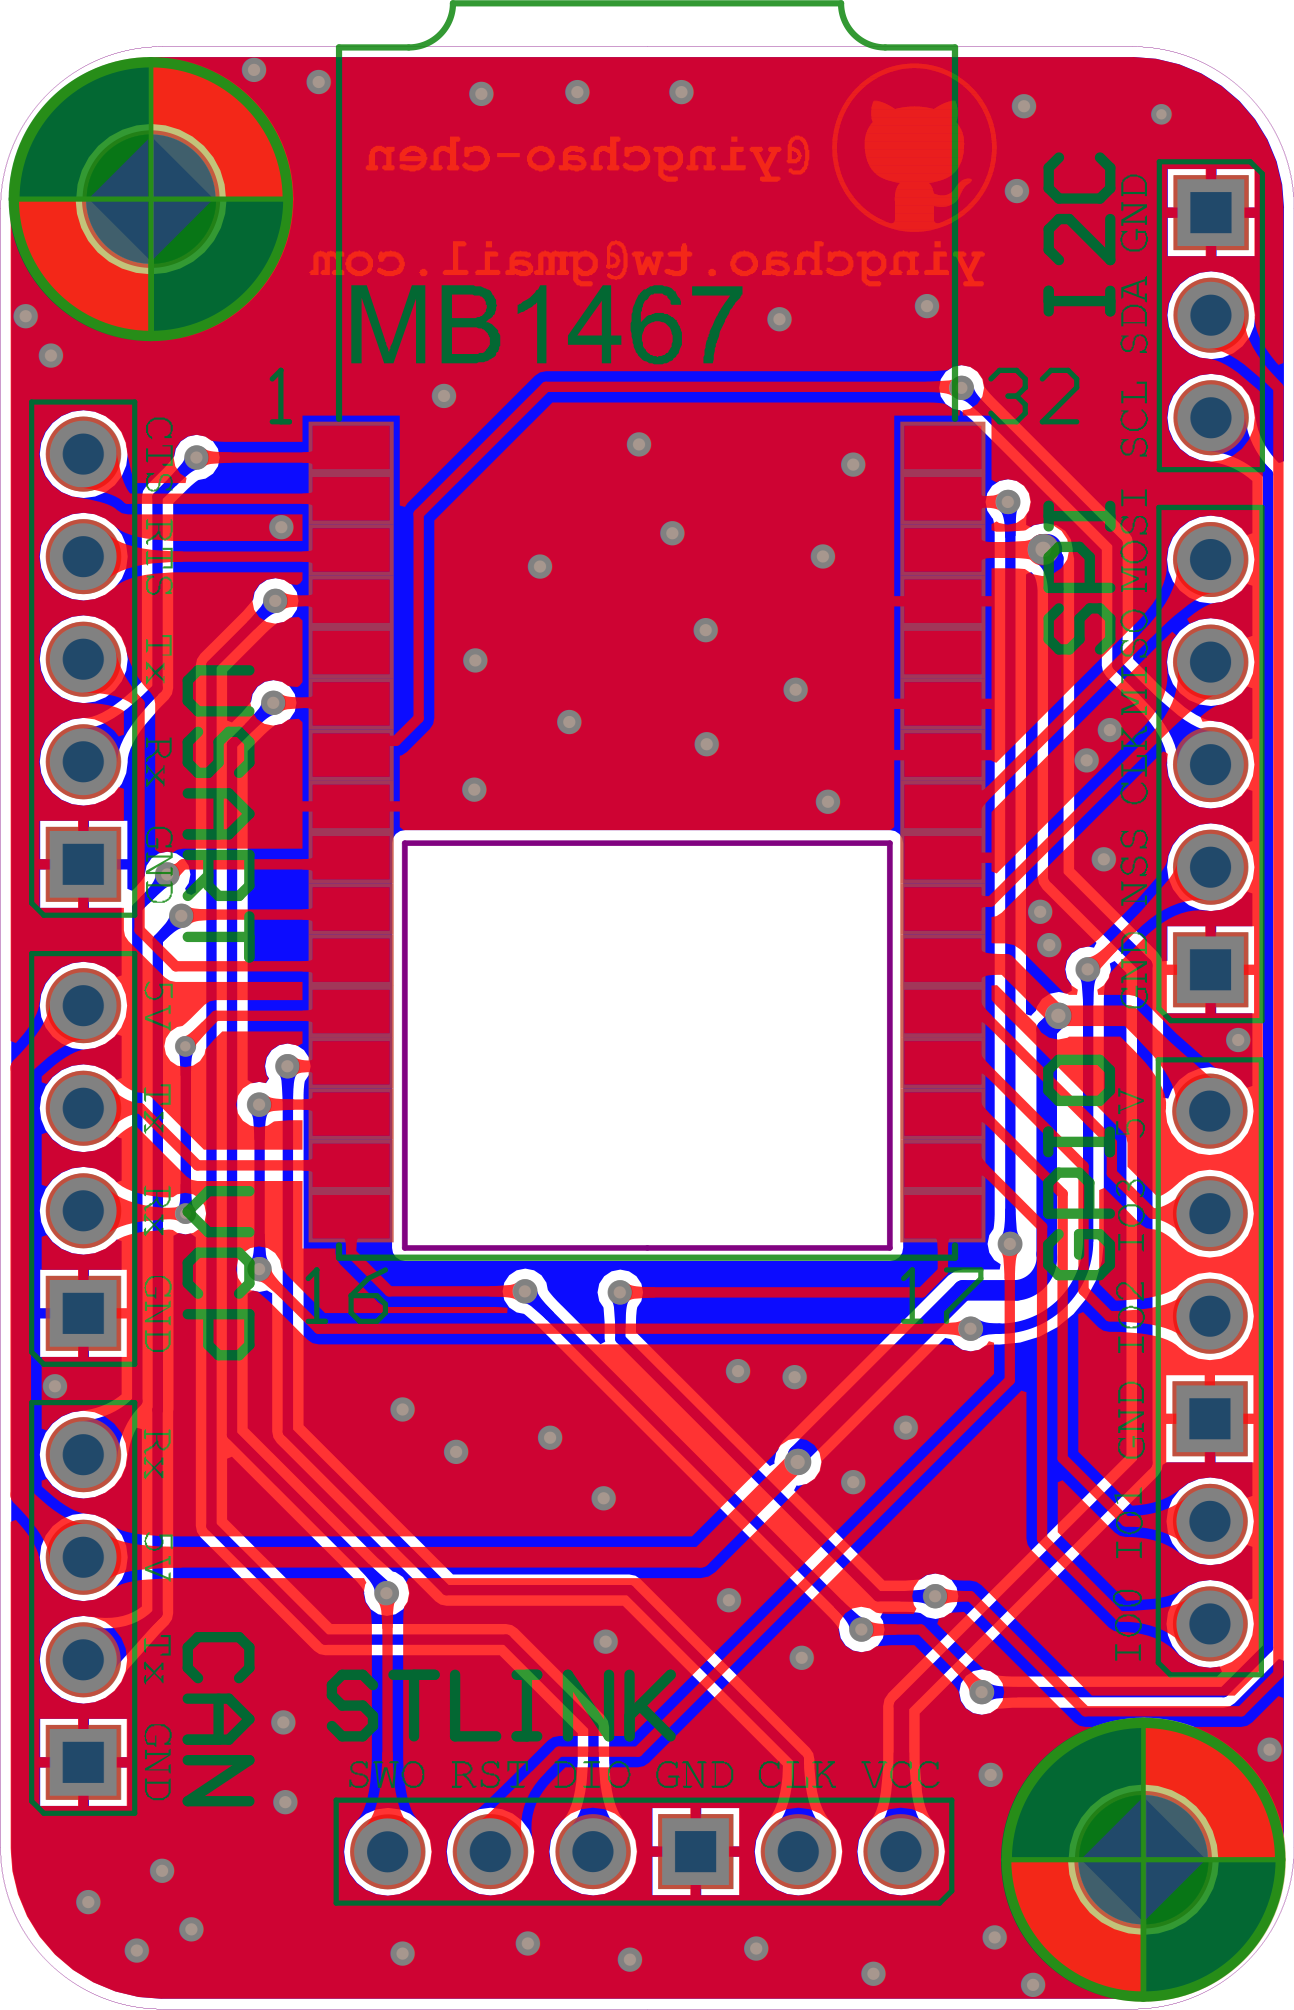 @yingchao-chen
yingchao.tw@gmail.com
MB1467
1
32
16
17
I2C
GND
SDA
SCL
SPI
MOSI
MISO
CLK
NSS
GND
GPIO
5V
IO3
IO2
GND
IO1
IO0
USART
CTS
RTS
Tx
Rx
GND
VCP
5V
Tx
Rx
GND
CAN
Rx
5V
Tx
GND
STLINK
SWO RST DIO GND CLK VCC